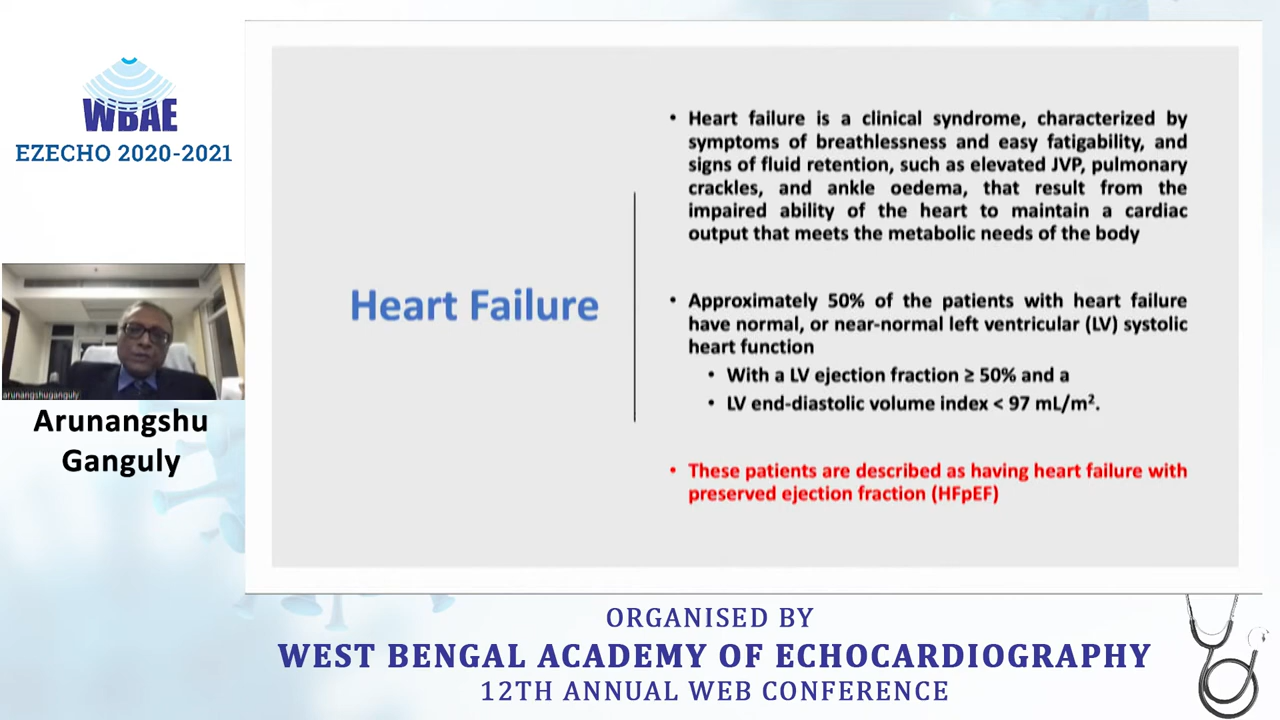 WBAE
EZECHO 2020-2021
arunangshuganguly
Arunangshu
Ganguly
Heart Failure
• Heart failure is a clinical syndrome, characterized by
symptoms of breathlessness and easy fatigability, and
signs of fluid retention, such as elevated JVP, pulmonary
crackles, and ankle oedema, that result from the
impaired ability of the heart to maintain a cardiac
output that meets the metabolic needs of the body
• Approximately 50% of the patients with heart failure
have normal, or near-normal left ventricular (LV) systolic
heart function
• With a LV ejection fraction ≥ 50% and a
• LV end-diastolic volume index < 97 mL/m².
• These patients are described as having heart failure with
preserved ejection fraction (HFpEF)
ORGANISED BY
WEST BENGAL ACADEMY OF ECHOCARDIOGRAPHY
12TH ANNUAL WEB CONFERENCE